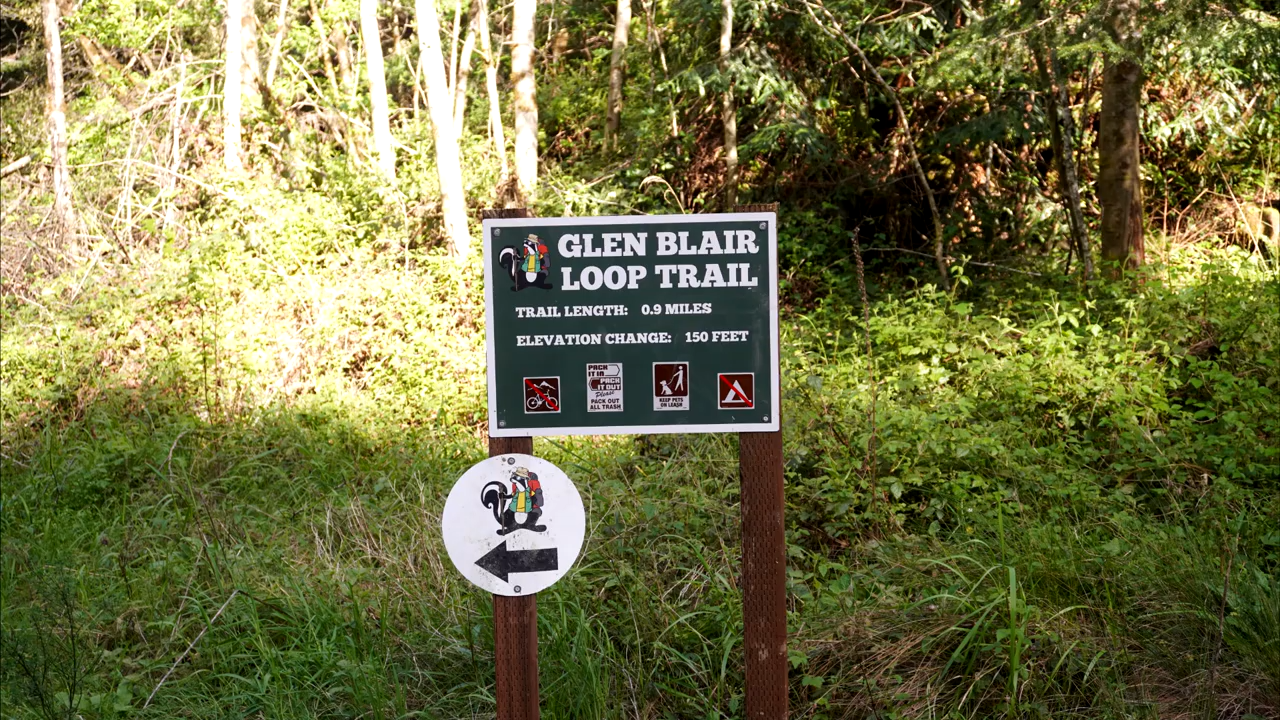 GLEN BLAIR
LOOP TRAIL
TRAIL LENGTH: 0.9 MILES
ELEVATION CHANGE: 150 FEET
PACK
IT IN
PACK
IT OUT
Please
PACK OUT
ALL TRASH
KEEP PETS
ON LEASH